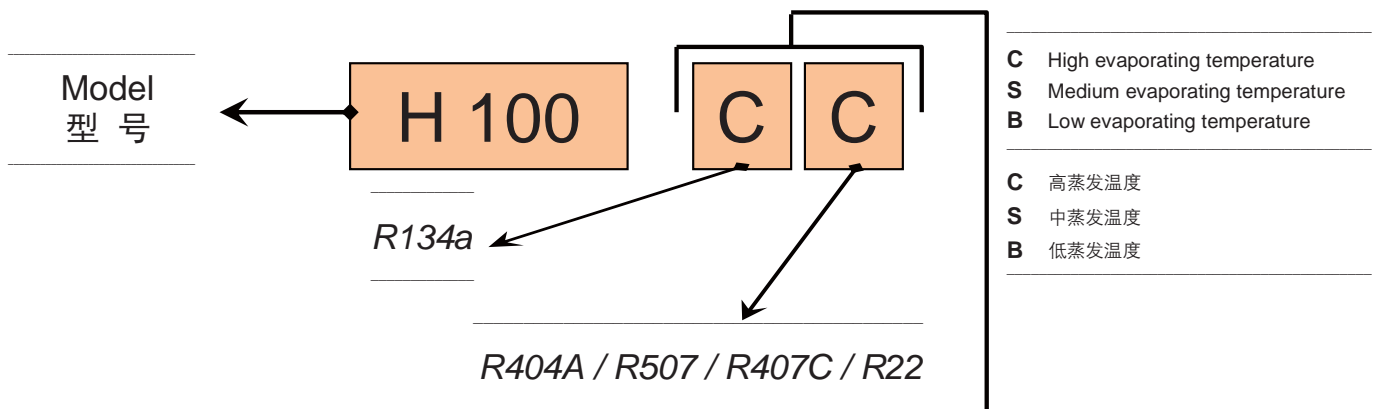 Model
型 号
H 100
C
C
R134a
R404A / R507 / R407C / R22
C High evaporating temperature
S Medium evaporating temperature
B Low evaporating temperature
C 高蒸发温度
S 中蒸发温度
B 低蒸发温度